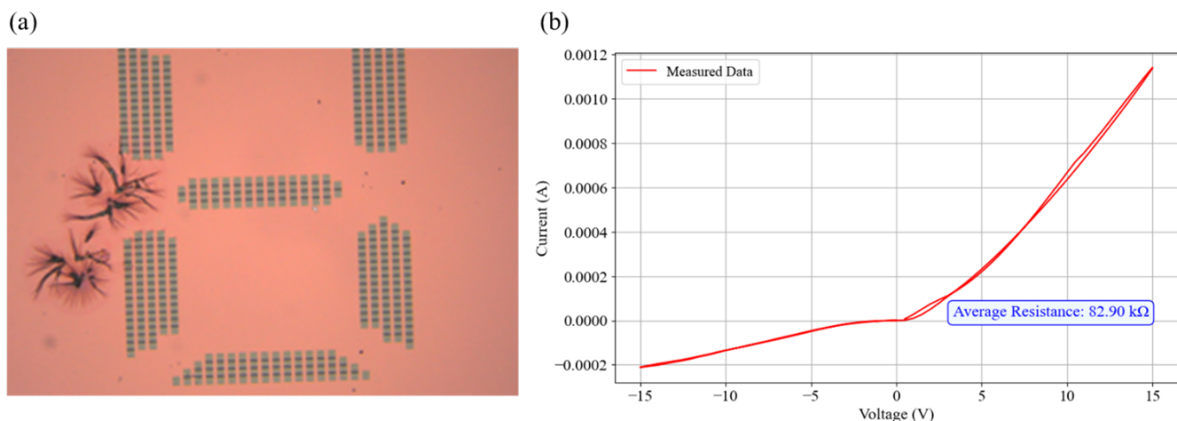 (a)
(b)
0.0012
0.0010
0.0008
0.0006
0.0004
0.0002
0.0000
−0.0002
Current (A)
Measured Data
Average Resistance: 82.90 kΩ
−15
−10
−5
0
5
10
15
Voltage (V)